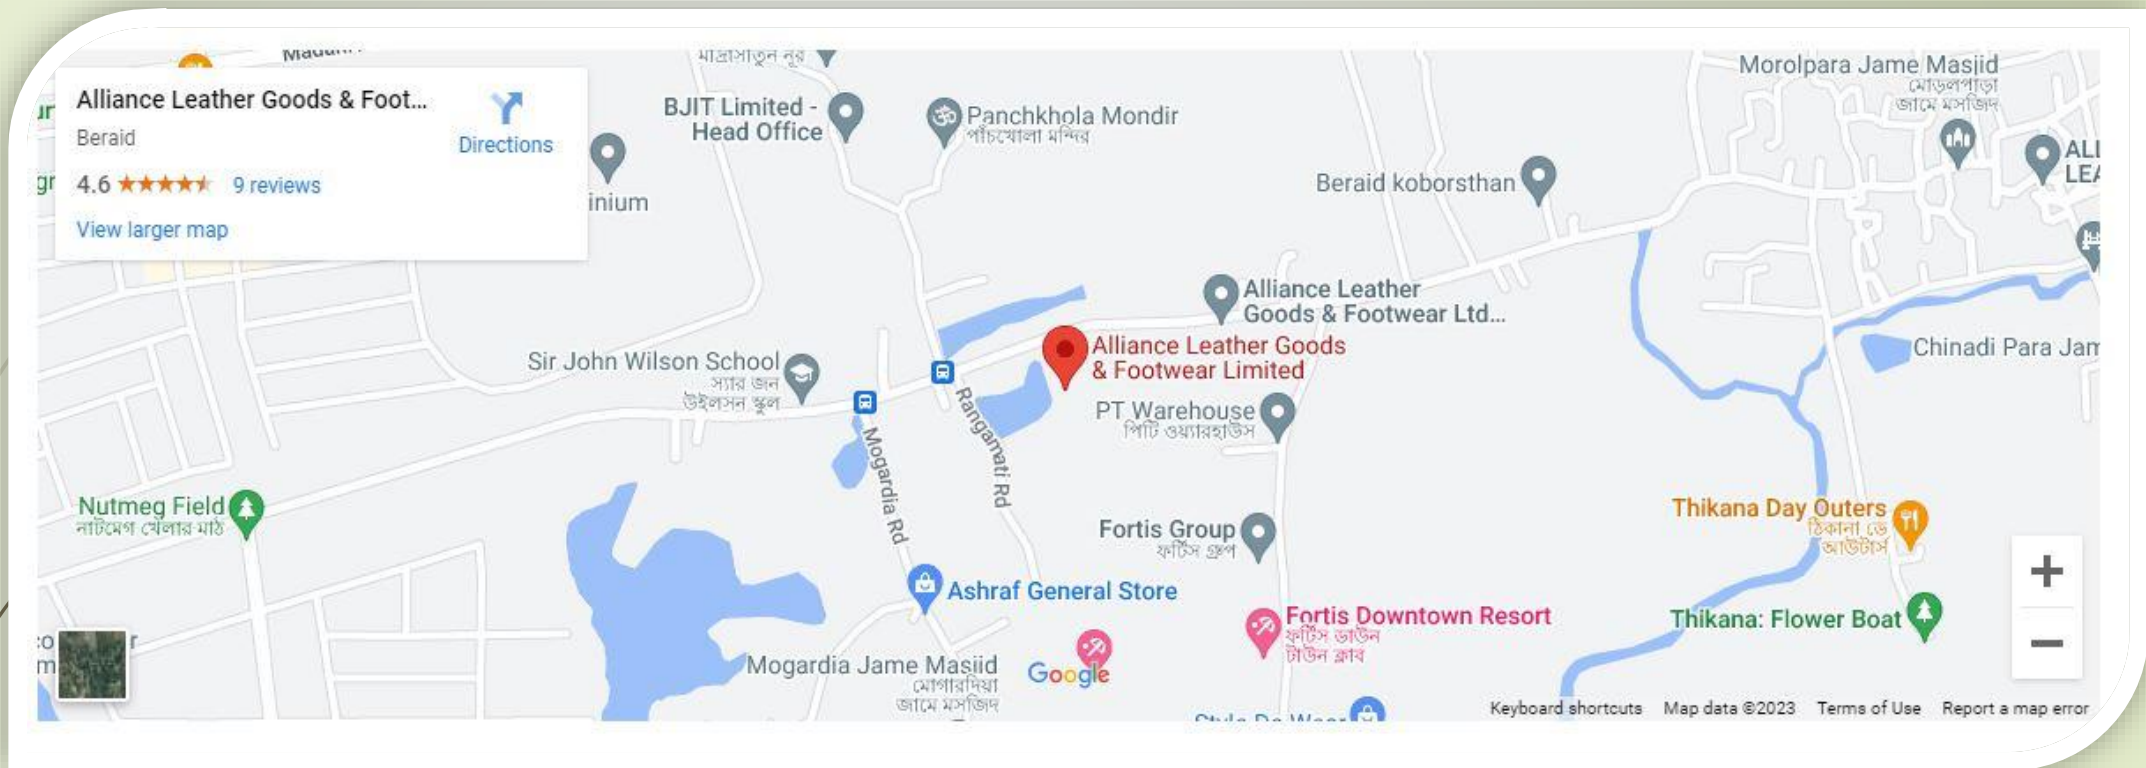 মাদ্রাসাতুন নূর
Morolpara Jame Masjid
মোড়লপাড়া
জামে মসজিদ
Alliance Leather Goods & Foot...
Beraid
4.6
9 reviews
Directions
View larger map
inium
BJIT Limited -
Head Office
Panchkhola Mondir
পাঁচখোলা মন্দির
Beraid koborsthan
ALL
LEA
Alliance Leather
Goods & Footwear Ltd...
Alliance Leather Goods
& Footwear Limited
Sir John Wilson School
স্যার জন
উইলসন স্কুল
Chinadi Para Jam
PT Warehouse
পিটি ওয়্যারহাউস
Rangamati Rd
Mogardia Rd
Nutmeg Field
নাটমেগ খেলার মাঠ
Fortis Group
ফর্টিস গ্রুপ
Thikana Day Outers
ঠিকানা ডে
আউটার্স
Ashraf General Store
Fortis Downtown Resort
ফর্টিস ডাউন
টাউন ক্লাব
Thikana: Flower Boat
Mogardia Jame Masjid
মোগারদিয়া
জামে মসজিদ
Google
Keyboard shortcuts Map data ©2023 Terms of Use Report a map error